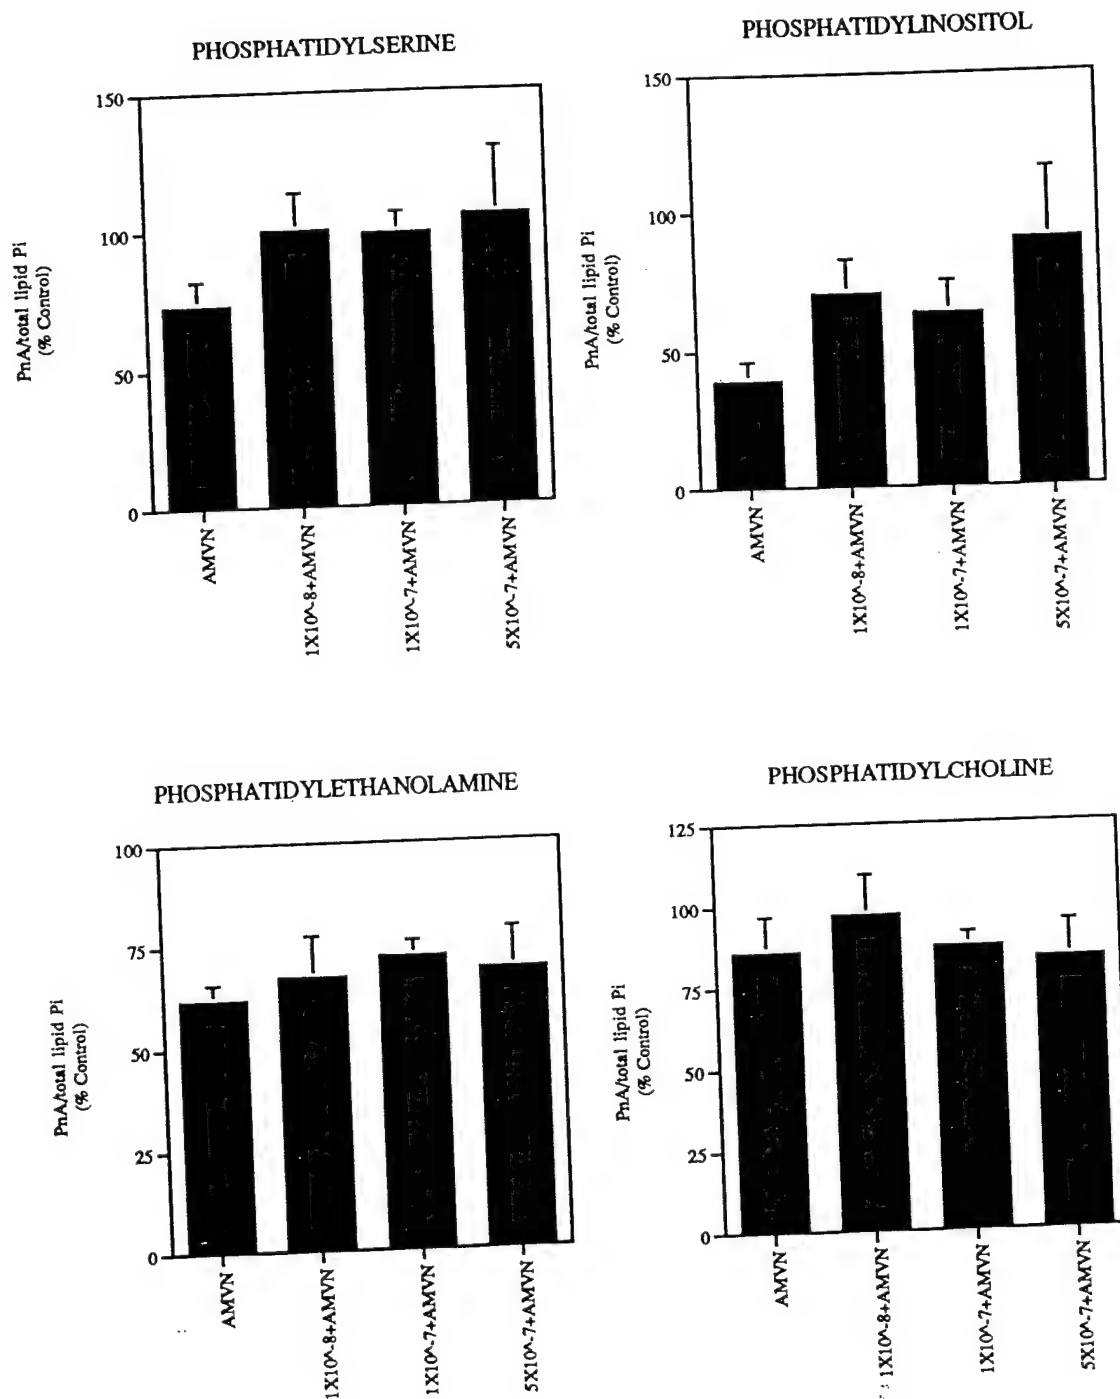 PHOSPHATIDYLSERINE
PnA/total lipid Pi
(% Control)
150
100
50
0
AMVN
1X10^-8+AMVN
1X10^-7+AMVN
5X10^-7+AMVN
PHOSPHATIDYLINOSITOL
PnA/total lipid Pi
(% Control)
150
100
50
0
AMVN
1X10^-8+AMVN
1X10^-7+AMVN
5X10^-7+AMVN
PHOSPHATIDYLETHANOLAMINE
PnA/total lipid Pi
(% Control)
100
75
50
25
0
AMVN
1X10^-8+AMVN
1X10^-7+AMVN
5X10^-7+AMVN
PHOSPHATIDYLCHOLINE
PnA/total lipid Pi
(% Control)
125
100
75
50
25
0
AMVN
1X10^-8+AMVN
1X10^-7+AMVN
5X10^-7+AMVN